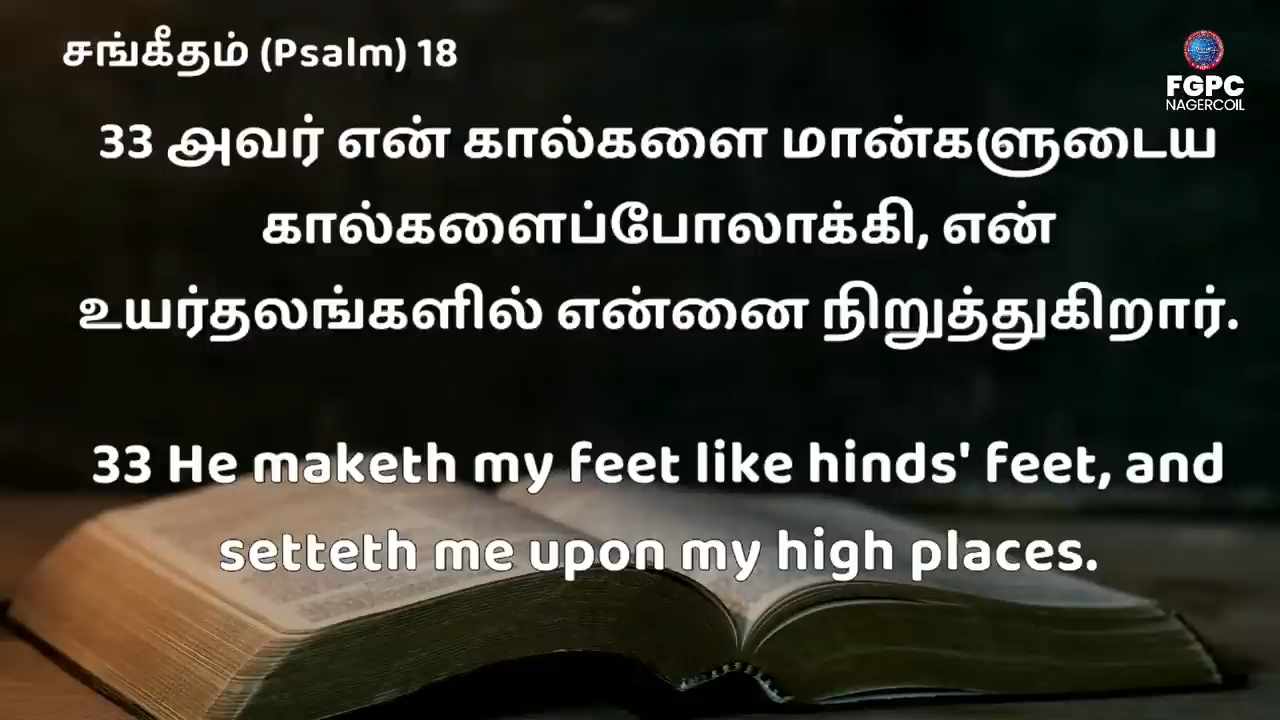 சங்கீதம் (Psalm) 18
FGPC
NAGERCOIL
33 அவர் என் கால்களை மான்களுடைய
கால்களைப்போலாக்கி, என்
உயர்தலங்களில் என்னை நிறுத்துகிறார்.
33 He maketh my feet like hinds' feet, and
setteth me upon my high places.